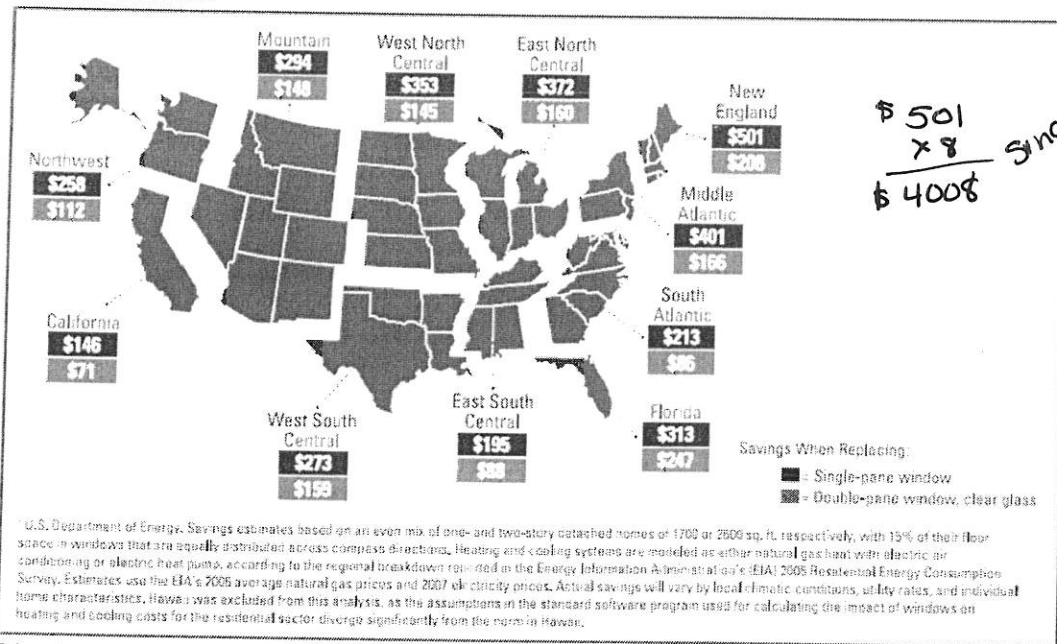 Mountain
$294
$148
West North
Central
$353
$145
East North
Central
$372
$160
New
England
$501
$206
Northwest
$258
$112
Middle
Atlantic
$401
$166
South
Atlantic
$213
California
$146
$71
West South
Central
$273
$159
East South
Central
$195
Florida
$313
$247
Savings When Replacing:
= Single-pane window
= Double-pane window, clear glass
$ 501
x 8
$ 4008
U.S. Department of Energy. Savings estimates based on an even mix of one- and two-story detached homes of 1700 or 2600 sq. ft. respectively, with 15% of their floor
space in windows that are equally distributed across compass directions. Heating and cooling systems are modeled as either natural gas heat with electric air
conditioning or electric heat pump, according to the regional breakdown reported in the Energy Information Administration's (EIA) 2005 Residential Energy Consumption
Survey. Estimates use the EIA's 2006 average natural gas prices and 2007 electricity prices. Actual savings will vary by local climatic conditions, utility rates, and individual
home characteristics. Hawaii was excluded from this analysis, as the assumptions in the standard software program used for calculating the impact of windows on
heating and cooling costs for the residential sector diverge significantly from the norm in Hawaii.